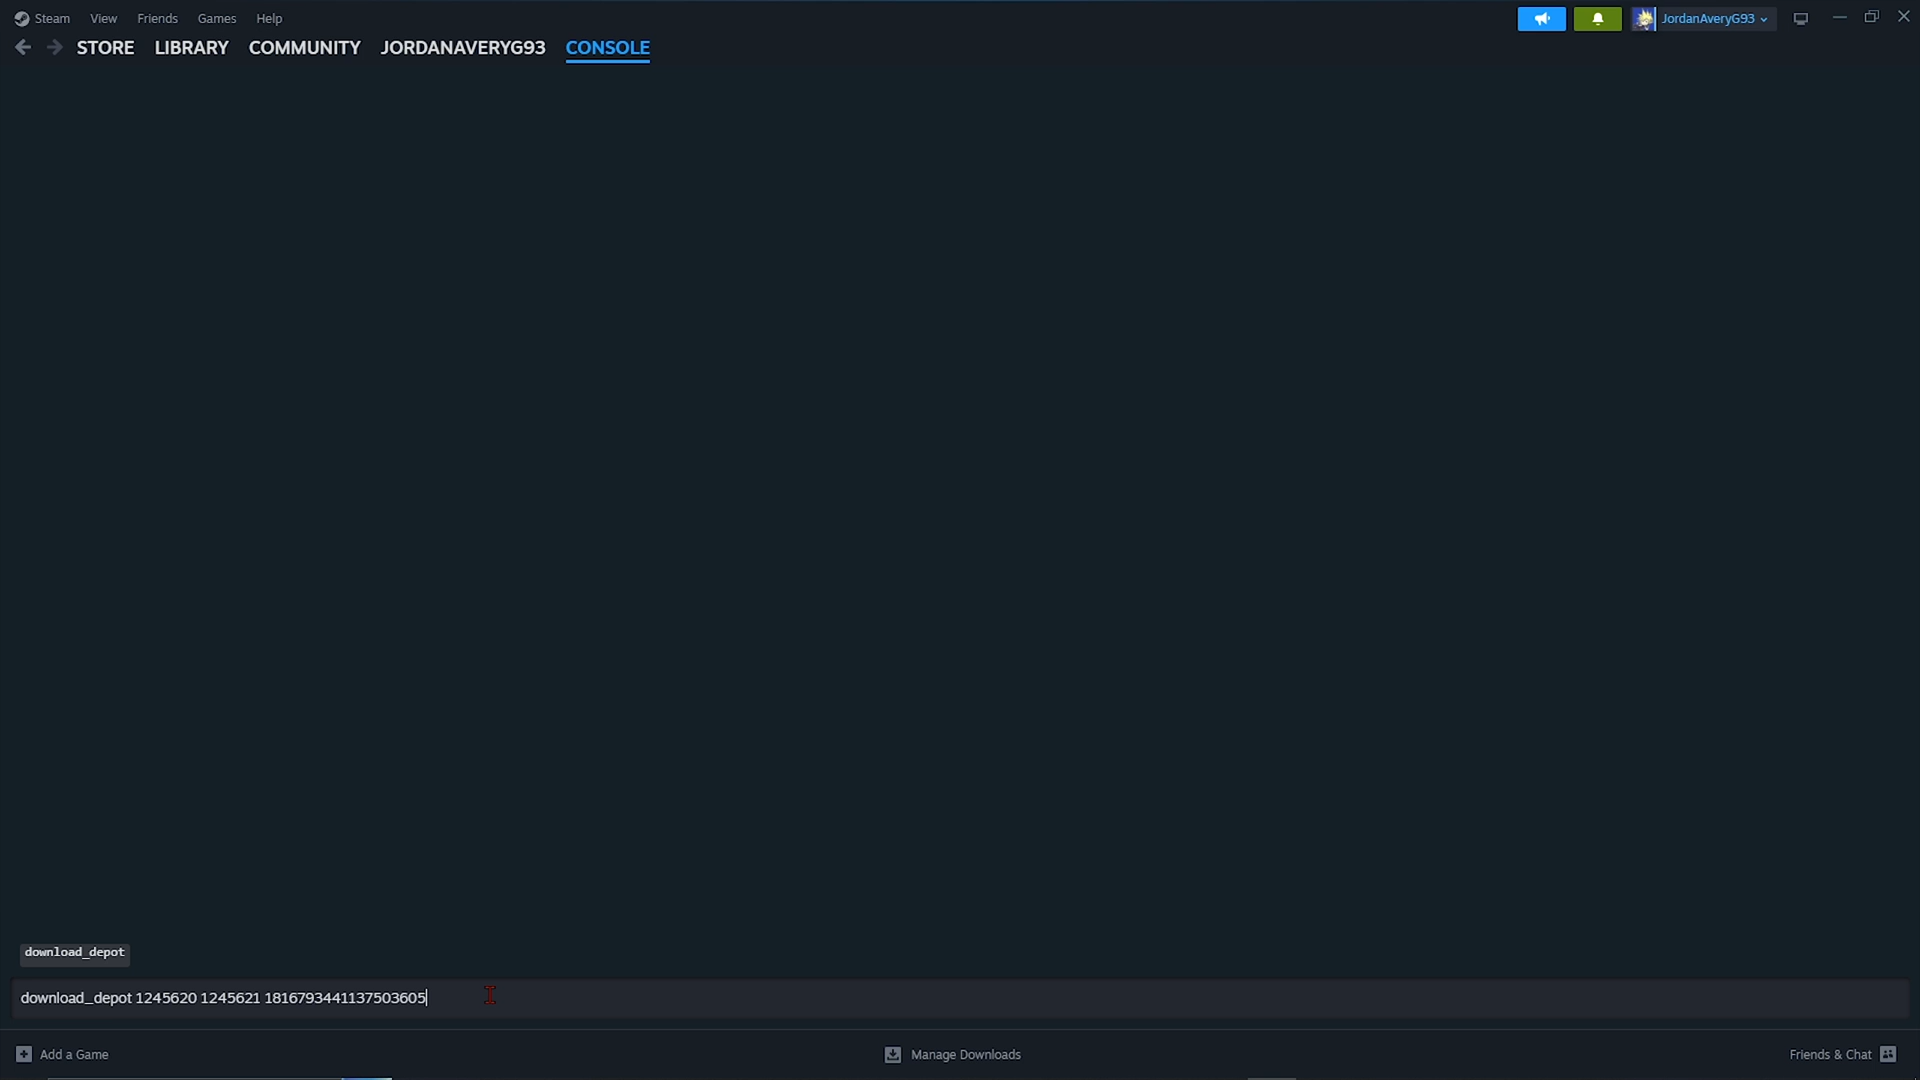 Steam View Friends Games Help JordanAveryG93
STORE LIBRARY COMMUNITY JORDANAVERYG93 CONSOLE
download_depot
download_depot 1245620 1245621 1816793441137503605
Add a Game Manage Downloads Friends & Chat